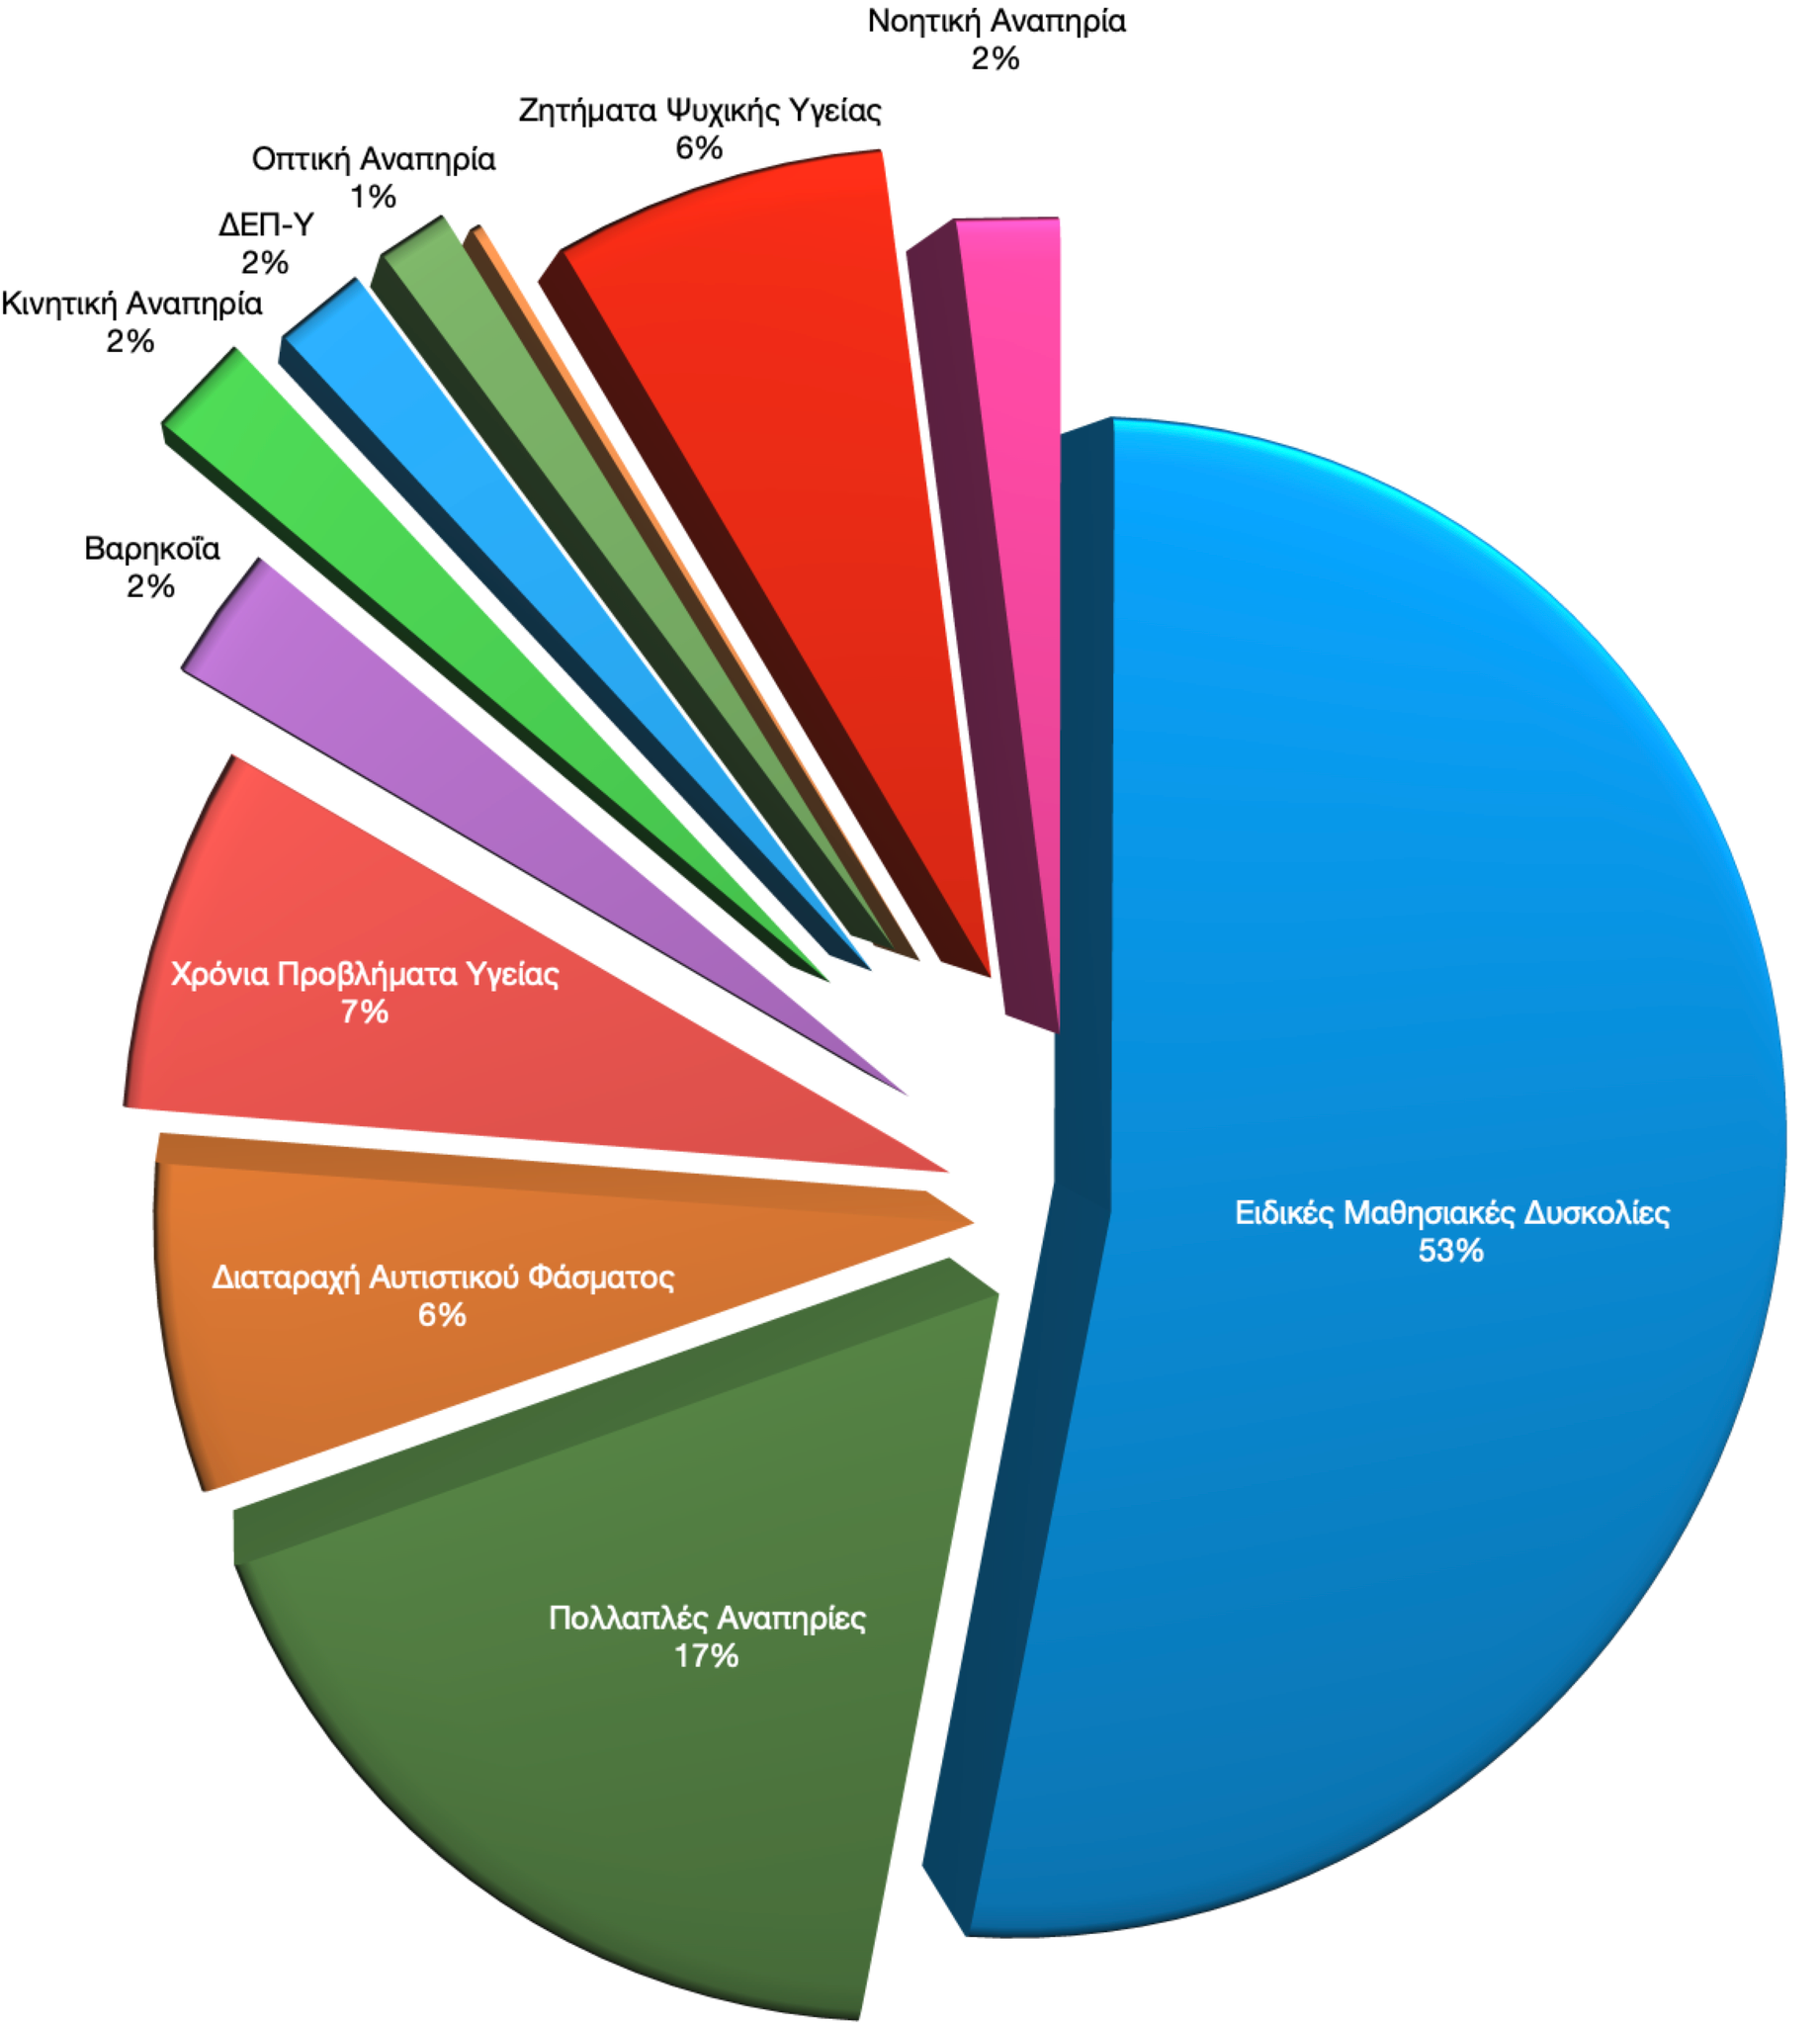 Νοητική Αναπηρία
2%
Ζητήματα Ψυχικής Υγείας
6%
Οπτική Αναπηρία
1%
ΔΕΠ-Υ
2%
Κινητική Αναπηρία
2%
Βαρηκοΐα
2%
Χρόνια Προβλήματα Υγείας
7%
Ειδικές Μαθησιακές Δυσκολίες
53%
Διαταραχή Αυτιστικού Φάσματος
6%
Πολλαπλές Αναπηρίες
17%